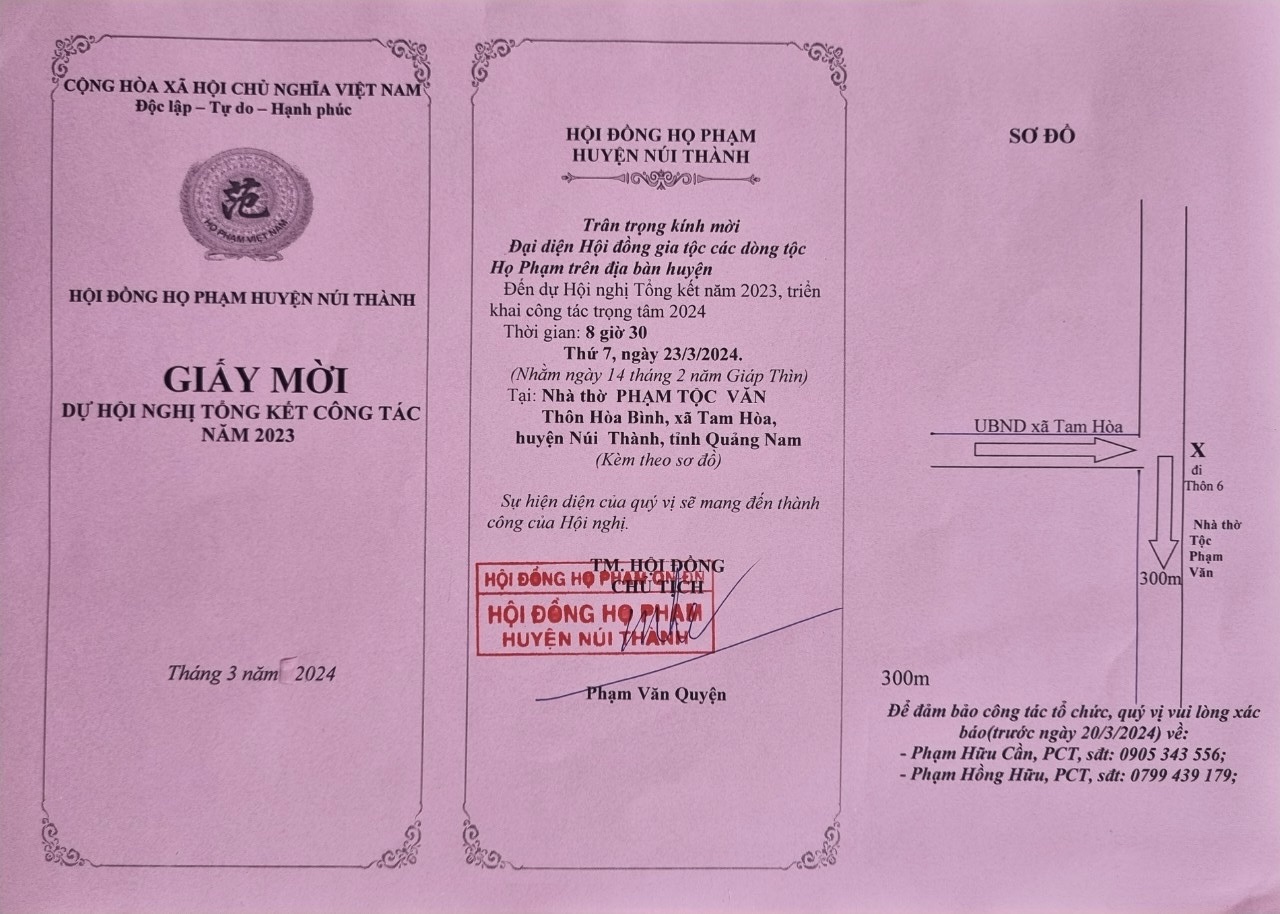 CỘNG HÒA XÃ HỘI CHỦ NGHĨA VIỆT NAM
Độc lập – Tự do – Hạnh phúc
范
HỌ PHẠM VIỆT NAM
HỘI ĐỒNG HỌ PHẠM HUYỆN NÚI THÀNH
GIẤY MỜI
DỰ HỘI NGHỊ TỔNG KẾT CÔNG TÁC
NĂM 2023
Tháng 3 năm 2024
HỘI ĐỒNG HỌ PHẠM
HUYỆN NÚI THÀNH
Trân trọng kính mời
Đại diện Hội đồng gia tộc các dòng tộc
Họ Phạm trên địa bàn huyện
Đến dự Hội nghị Tổng kết năm 2023, triển
khai công tác trọng tâm 2024
Thời gian: 8 giờ 30
Thứ 7, ngày 23/3/2024.
(Nhằm ngày 14 tháng 2 năm Giáp Thìn)
Tại: Nhà thờ PHẠM TỘC VĂN
Thôn Hòa Bình, xã Tam Hòa,
huyện Núi Thành, tỉnh Quảng Nam
(Kèm theo sơ đồ)
Sự hiện diện của quý vị sẽ mang đến thành
công của Hội nghị.
TM. HỘI ĐỒNG
CHỦ TỊCH
HỘI ĐỒNG HỌ PHẠM QN-ĐN
HỘI ĐỒNG HỌ PHẠM
HUYỆN NÚI THÀNH
Phạm Văn Quyện
SƠ ĐỒ
UBND xã Tam Hòa
X
đi
Thôn 6
Nhà thờ
Tộc
Phạm
Văn
300m
300m
Để đảm bảo công tác tổ chức, quý vị vui lòng xác
báo(trước ngày 20/3/2024) về:
- Phạm Hữu Cần, PCT, sđt: 0905 343 556;
- Phạm Hồng Hữu, PCT, sđt: 0799 439 179;